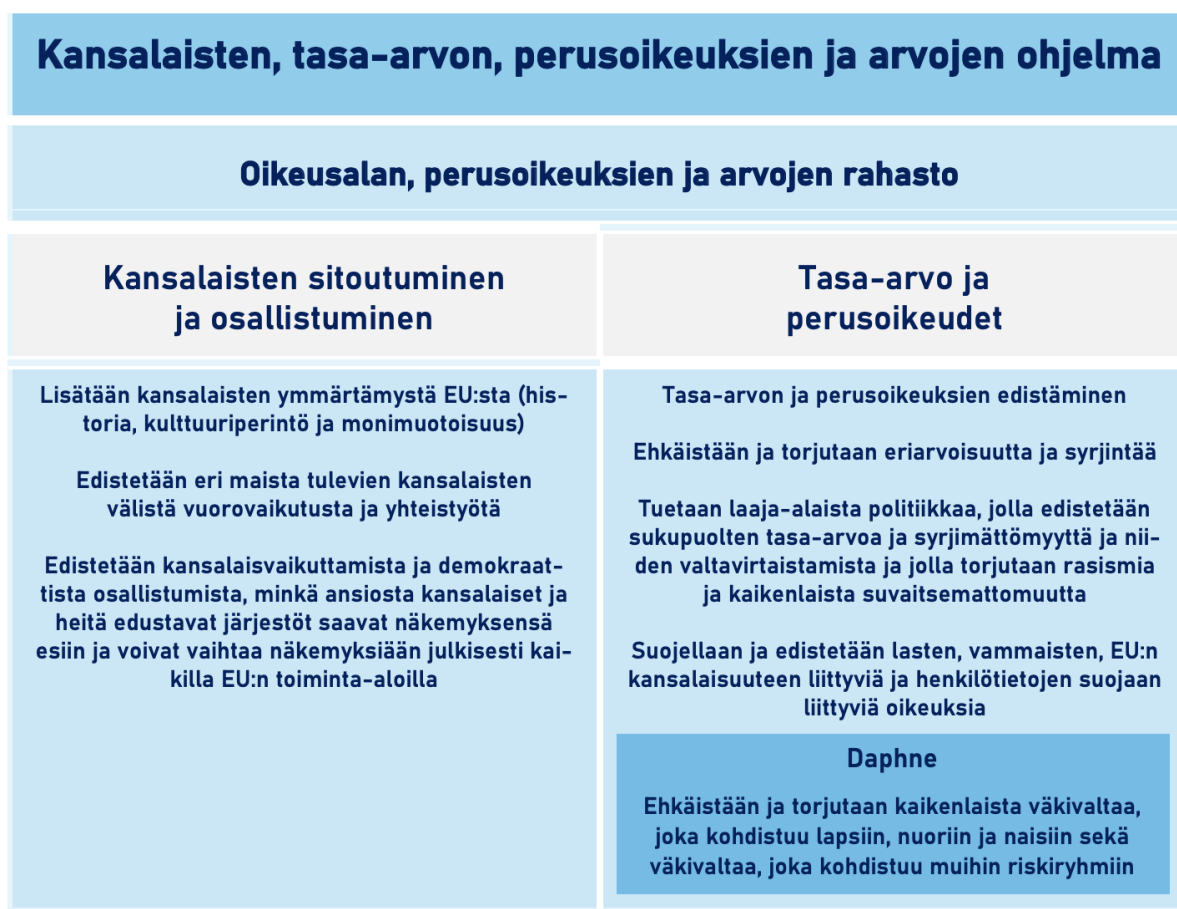 Kansalaisten, tasa-arvon, perusoikeuksien ja arvojen ohjelma
Oikeusalan, perusoikeuksien ja arvojen rahasto
Kansalaisten sitoutuminen
ja osallistuminen
Lisätään kansalaisten ymmärtämystä EU:sta (his-
toria, kulttuuriperintö ja monimuotoisuus)
Edistetään eri maista tulevien kansalaisten
välistä vuorovaikutusta ja yhteistyötä
Edistetään kansalaisvaikuttamista ja demokraat-
tista osallistumista, minkä ansiosta kansalaiset ja
heitä edustavat järjestöt saavat näkemyksensä
esiin ja voivat vaihtaa näkemyksiään julkisesti kai-
killa EU:n toiminta-aloilla
Tasa-arvo ja
perusoikeudet
Tasa-arvon ja perusoikeuksien edistäminen
Ehkäistään ja torjutaan eriarvoisuutta ja syrjintää
Tuetaan laaja-alaista politiikkaa, jolla edistetään
sukupuolten tasa-arvoa ja syrjimättömyyttä ja nii-
den valtavirtaistamista ja jolla torjutaan rasismia
ja kaikenlaista suvaitsemattomuutta
Suojellaan ja edistetään lasten, vammaisten, EU:n
kansalaisuuteen liittyviä ja henkilötietojen suojaan
liittyviä oikeuksia
Daphne
Ehkäistään ja torjutaan kaikenlaista väkivaltaa,
joka kohdistuu lapsiin, nuoriin ja naisiin sekä
väkivaltaa, joka kohdistuu muihin riskiryhmiin